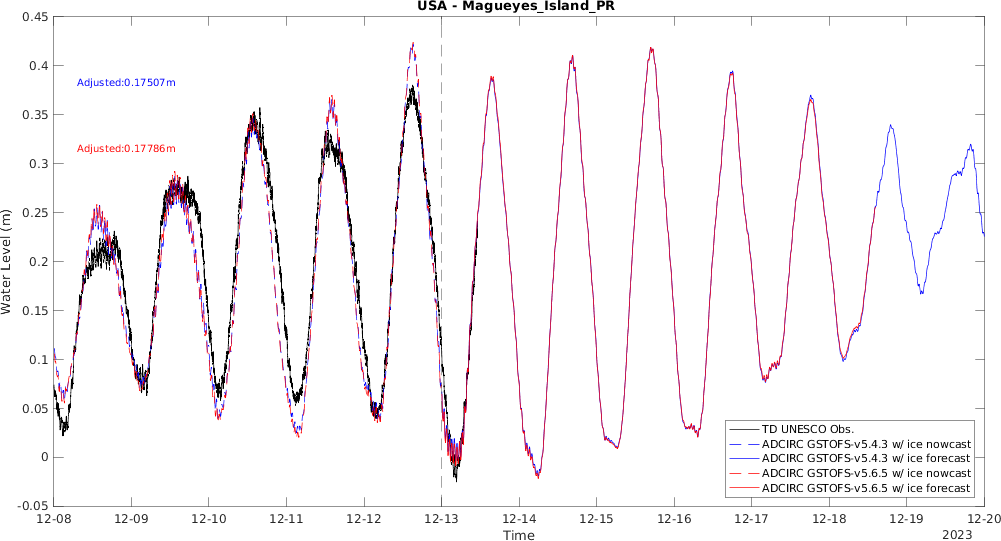 USA - Magueyes_Island_PR
0.45
0.4
0.35
0.3
0.25
0.2
0.15
0.1
0.05
0
-0.05
Water Level (m)
Adjusted:0.17507m
Adjusted:0.17786m
TD UNESCO Obs.
ADCIRC GSTOFS-v5.4.3 w/ ice nowcast
ADCIRC GSTOFS-v5.4.3 w/ ice forecast
ADCIRC GSTOFS-v5.6.5 w/ ice nowcast
ADCIRC GSTOFS-v5.6.5 w/ ice forecast
12-08 12-09 12-10 12-11 12-12 12-13 12-14 12-15 12-16 12-17 12-18 12-19 12-20
Time
2023